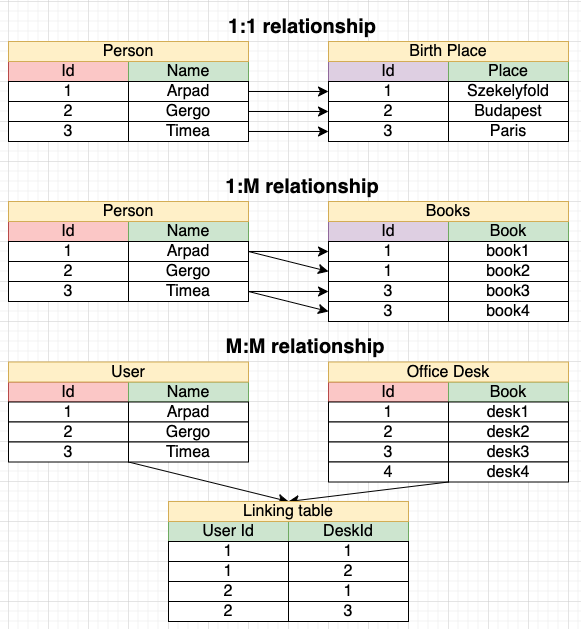 1:1 relationship
Person Birth Place
Id Name Id Place
1 Arpad 1 Szekelyfold
2 Gergo 2 Budapest
3 Timea 3 Paris
1:M relationship
Person Books
Id Name Id Book
1 Arpad 1 book1
2 Gergo 1 book2
3 Timea 3 book3
3 book4
M:M relationship
User Office Desk
Id Name Id Book
1 Arpad 1 desk1
2 Gergo 2 desk2
3 Timea 3 desk3
4 desk4
Linking table
User Id DeskId
1 1
1 2
2 1
2 3